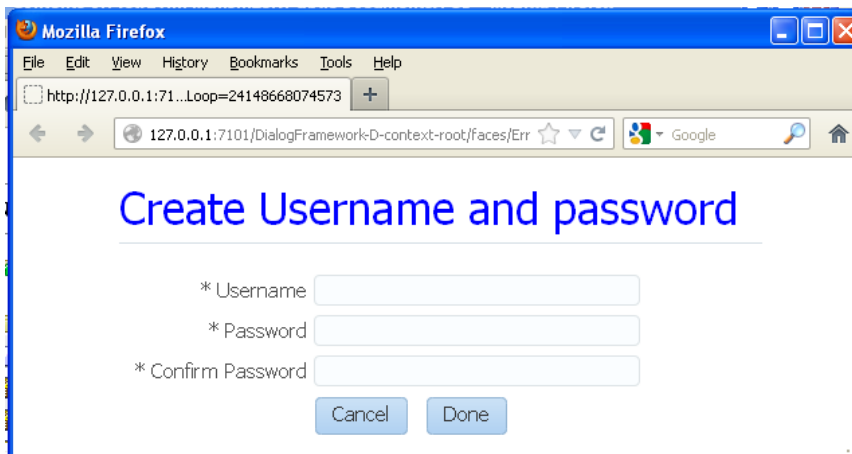 Mozilla Firefox
File Edit View History Bookmarks Tools Help
http://127.0.0.1:71...Loop=24148668074573
127.0.0.1:7101/DialogFramework-D-context-root/faces/Err Google
Create Username and password
* Username
* Password
* Confirm Password
Cancel Done